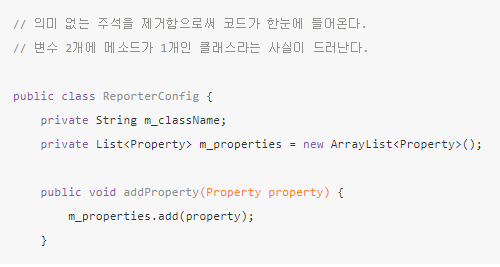 // 의미 없는 주석을 제거함으로써 코드가 한눈에 들어온다.
// 변수 2개에 메소드가 1개인 클래스라는 사실이 드러난다.
public class ReporterConfig {
    private String m_className;
    private List<Property> m_properties = new ArrayList<Property>();
    public void addProperty(Property property) {
        m_properties.add(property);
    }